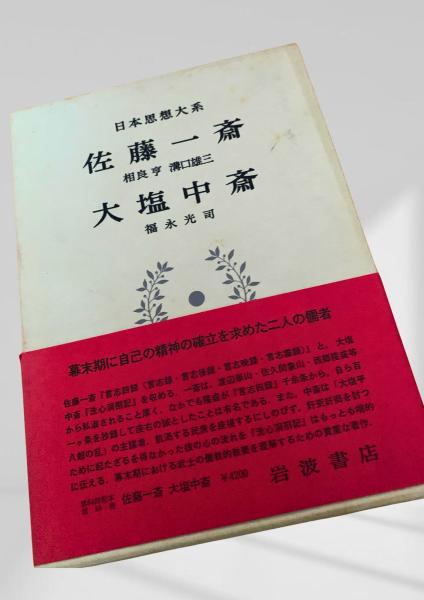 日本思想大系
佐藤一斎
相良亨 溝口雄三
大塩中斎
福永光司
幕末期に自己の精神の確立を求めた二人の儒者
佐藤一斎『言志四録（言志録・言志後録・言志晩録・言志耋録）』と、大塩
中斎『洗心洞劄記』を収める。一斎は、渡辺崋山・佐久間象山・西郷隆盛等
から私淑されること厚く、なかでも隆盛が『言志四録』千余条から、自ら百
一ヶ条を抄録して座右の誡としたことは有名である。また、中斎は「大塩平
八郎の乱」の主謀者、飢渇する民衆を座視するにしのびず、奸吏奸商を討つ
ために起たざるを得なかった彼の心の流れを『洗心洞劄記』はもっとも端的
に伝える。幕末期における武士の儒教的教養を理解するための貴重な著作。
佐藤一斎 大塩中斎 ¥4200
岩波書店